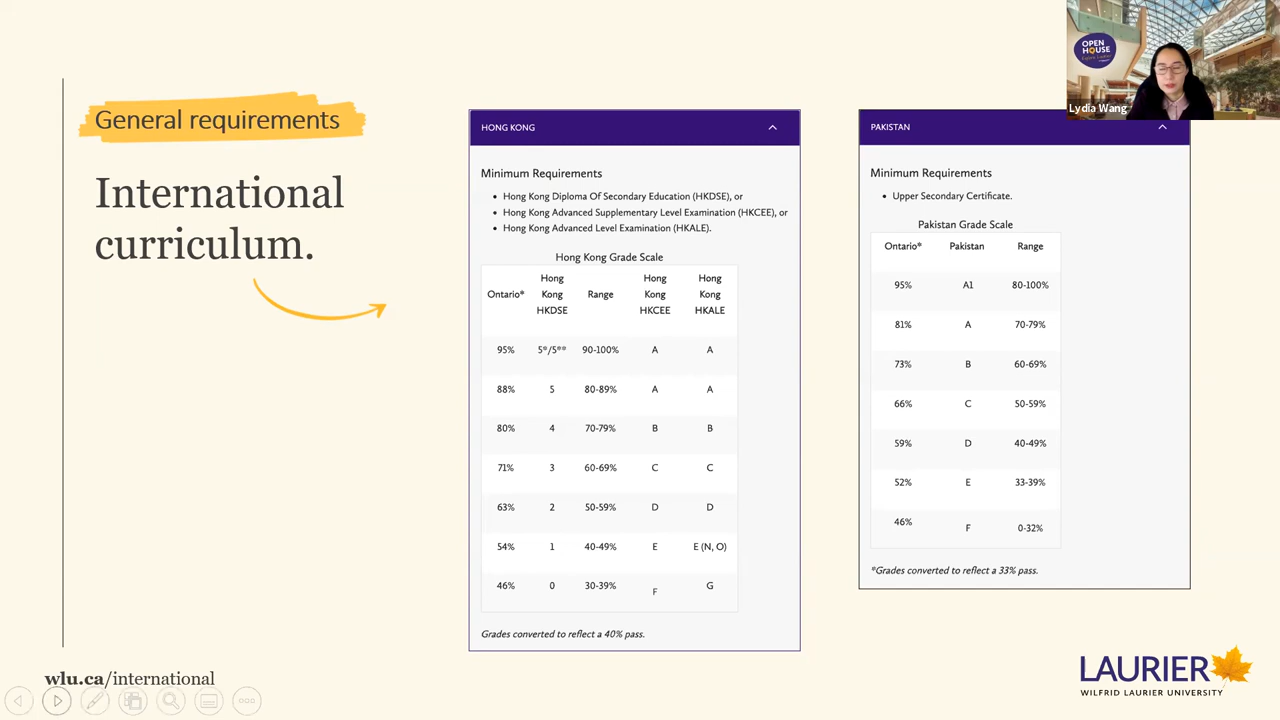 OPEN
HOUSE
Lydia Wang
General requirements
International
curriculum.
HONG KONG
Minimum Requirements
• Hong Kong Diploma Of Secondary Education (HKDSE), or
• Hong Kong Advanced Supplementary Level Examination (HKCEE), or
• Hong Kong Advanced Level Examination (HKALE).
Hong Kong Grade Scale
Ontario* Hong Kong HKDSE Range Hong Kong HKCEE Hong Kong HKALE
95% 5*/5** 90-100% A A
88% 5 80-89% A A
80% 4 70-79% B B
71% 3 60-69% C C
63% 2 50-59% D D
54% 1 40-49% E E (N, O)
46% 0 30-39% F G
Grades converted to reflect a 40% pass.
PAKISTAN
Minimum Requirements
• Upper Secondary Certificate.
Pakistan Grade Scale
Ontario* Pakistan Range
95% A1 80-100%
81% A 70-79%
73% B 60-69%
66% C 50-59%
59% D 40-49%
52% E 33-39%
46% F 0-32%
*Grades converted to reflect a 33% pass.
wlu.ca/international
LAURIER
WILFRID LAURIER UNIVERSITY